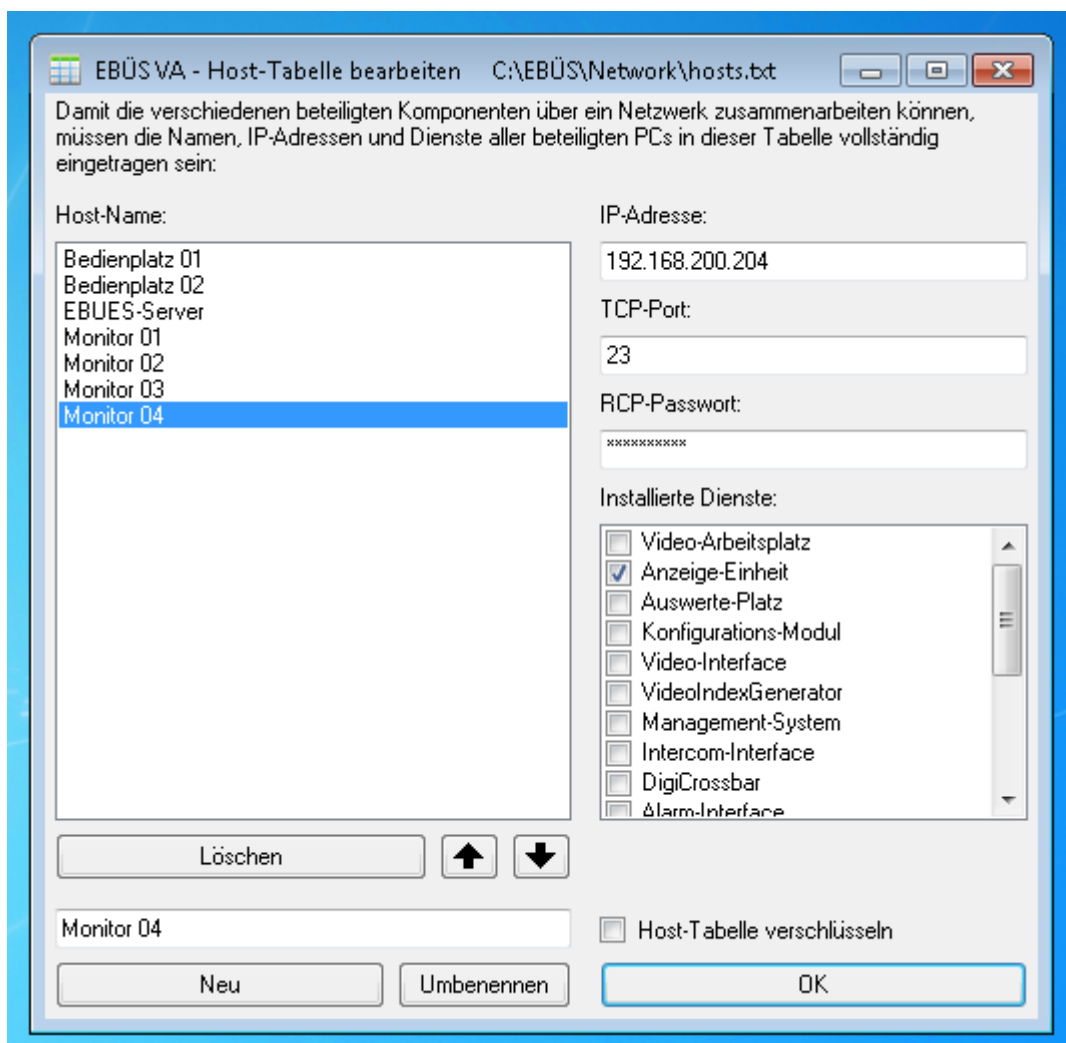 EBÜS VA - Host-Tabelle bearbeiten C:\EBÜS\Network\hosts.txt
Damit die verschiedenen beteiligten Komponenten über ein Netzwerk zusammenarbeiten können,
müssen die Namen, IP-Adressen und Dienste aller beteiligten PCs in dieser Tabelle vollständig
eingetragen sein:
Host-Name:
Bedienplatz 01
Bedienplatz 02
EBUES-Server
Monitor 01
Monitor 02
Monitor 03
Monitor 04
Löschen
Monitor 04
Neu
Umbenennen
IP-Adresse:
192.168.200.204
TCP-Port:
23
RCP-Passwort:
**********
Installierte Dienste:
Video-Arbeitsplatz
Anzeige-Einheit
Auswerte-Platz
Konfigurations-Modul
Video-Interface
VideoIndexGenerator
Management-System
Intercom-Interface
DigiCrossbar
Alarm-Interface
Host-Tabelle verschlüsseln
OK